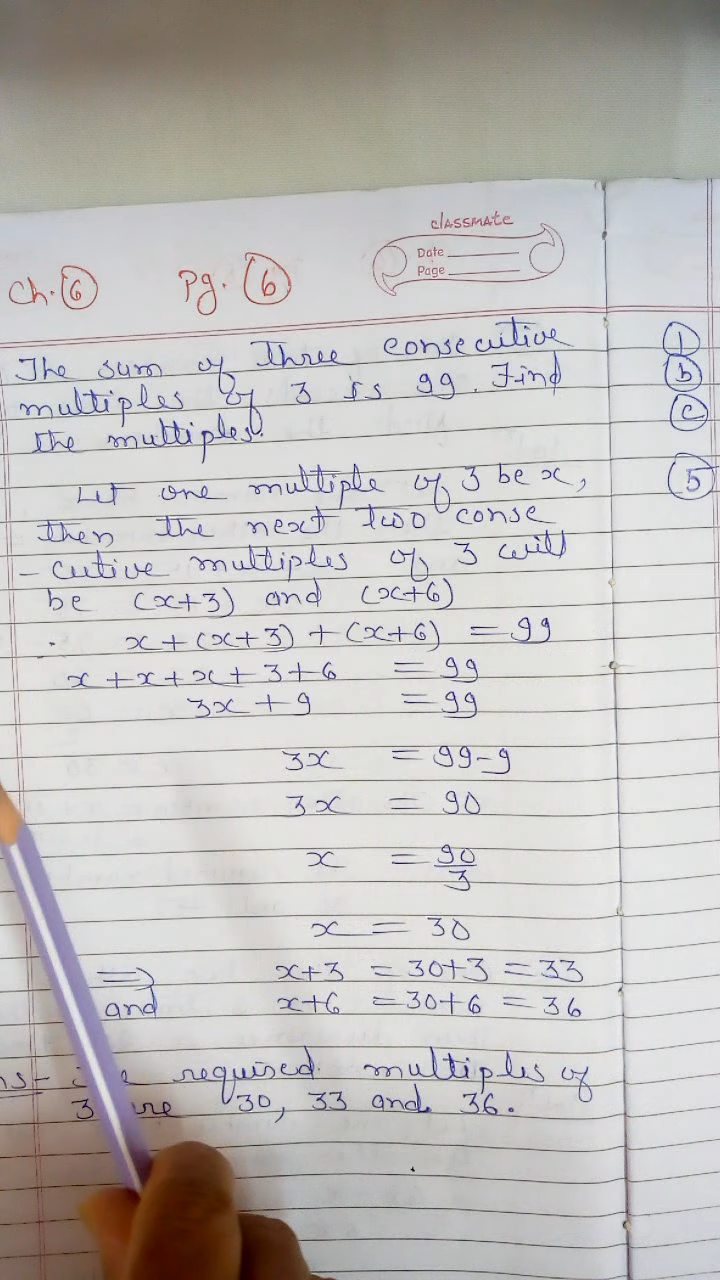 classmate
Date
Page
Ch. 6 Pg. 6
The sum of three consecutive
multiples of 3 is 99. Find
the multiples.
Let one multiple of 3 be x,
then the next two conse
- cutive multiples of 3 will
be (x+3) and (x+6)
x + (x+3) + (x+6) = 99
x + x + x + 3 + 6 = 99
3x + 9 = 99
3x = 99-9
3x = 90
x = 90/3
x = 30
⇒ x+3 = 30+3 = 33
and x+6 = 30+6 = 36
required multiples of
3 30, 33 and 36.
1
b
c
5